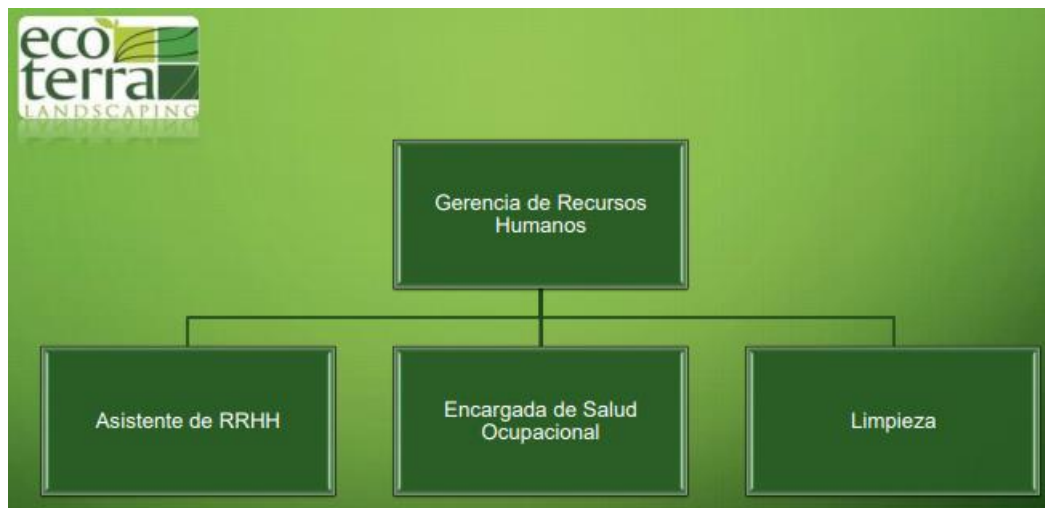 eco
terra
LANDSCAPING
Gerencia de Recursos
Humanos
Asistente de RRHH
Encargada de Salud
Ocupacional
Limpieza